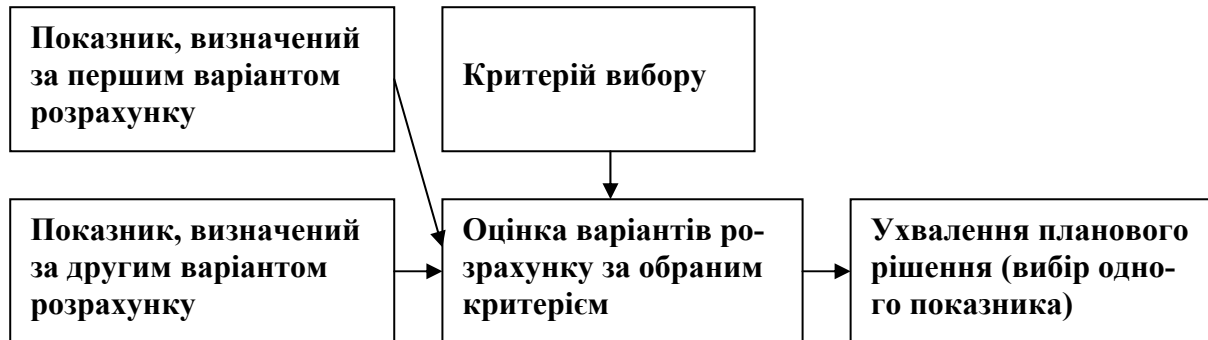 Показник, визначений
за першим варіантом
розрахунку
Критерій вибору
Показник, визначений
за другим варіантом
розрахунку
Оцінка варіантів ро-
зрахунку за обраним
критерієм
Ухвалення планового
рішення (вибір одно-
го показника)